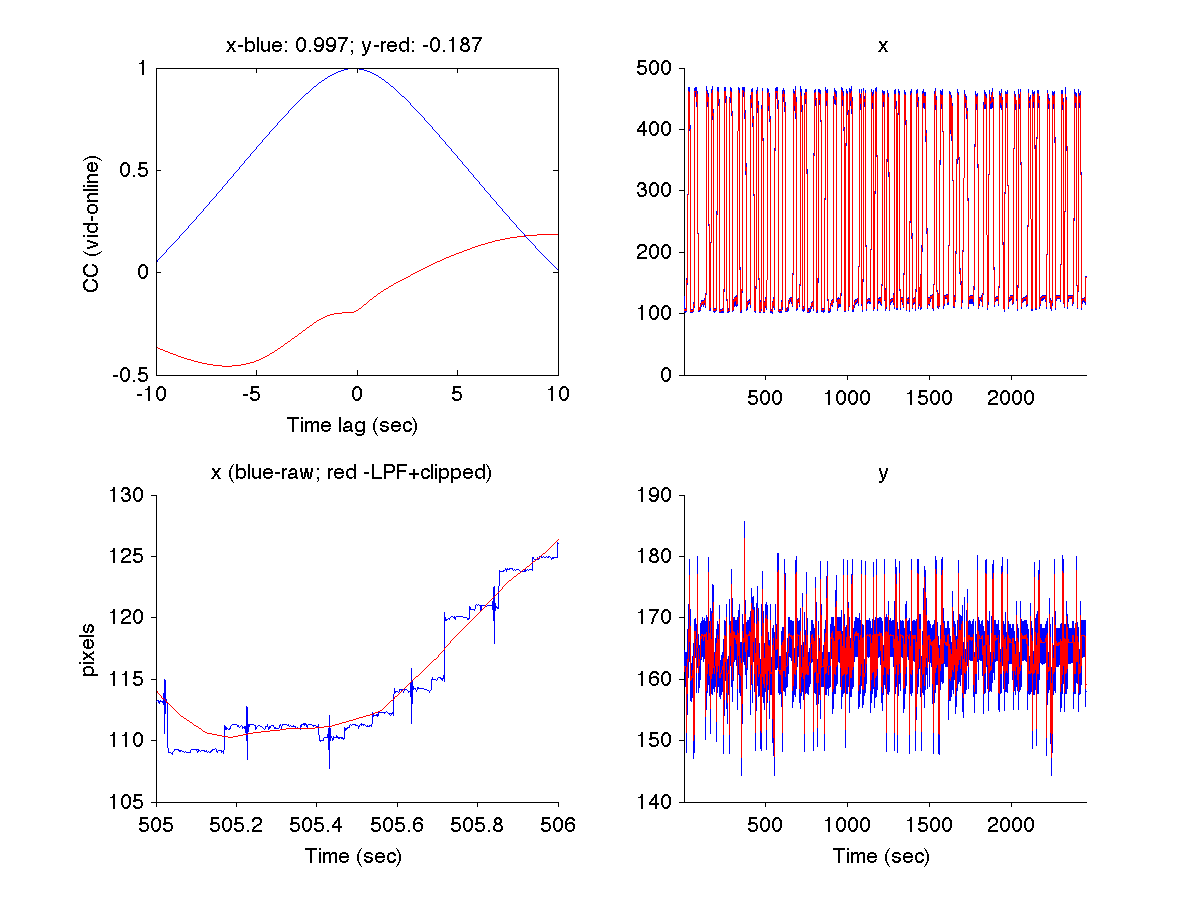 x-blue: 0.997; y-red: -0.187
1
0.5
0
-0.5
CC (vid-online)
-10 -5 0 5 10
Time lag (sec)
x
500
400
300
200
100
0
500 1000 1500 2000
x (blue-raw; red -LPF+clipped)
130
125
120
115
110
105
pixels
505 505.2 505.4 505.6 505.8 506
Time (sec)
y
190
180
170
160
150
140
500 1000 1500 2000
Time (sec)